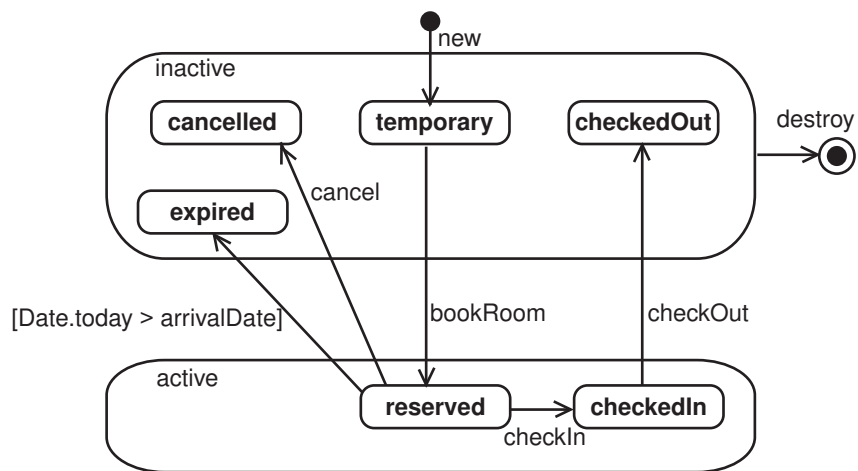 new
inactive
cancelled
temporary
checkedOut
destroy
cancel
expired
[Date.today > arrivalDate]
bookRoom
checkOut
active
reserved
checkedIn
checkIn